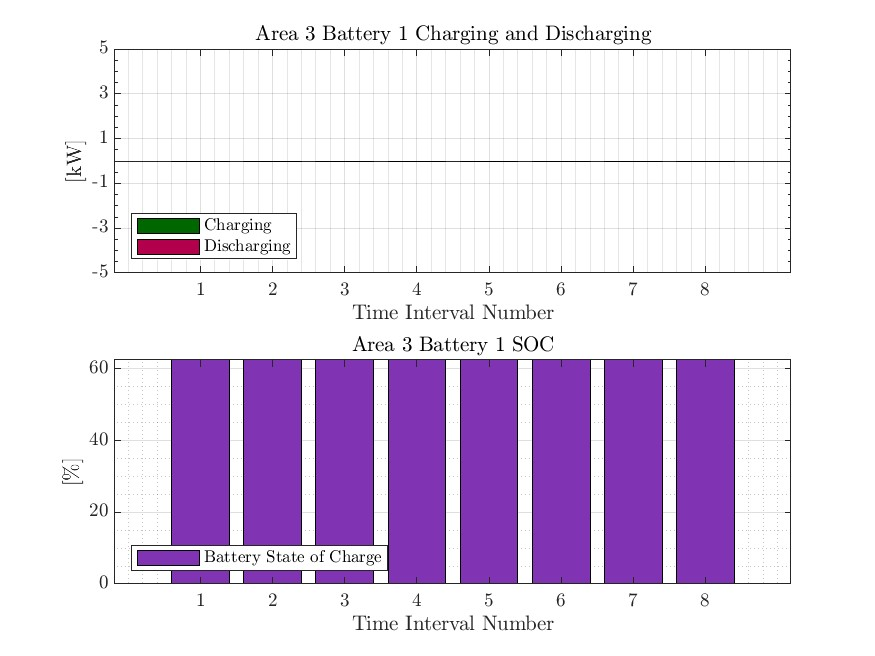 Area 3 Battery 1 Charging and Discharging
5
3
1
-1
-3
-5
[kW]
Charging
Discharging
1 2 3 4 5 6 7 8
Time Interval Number
Area 3 Battery 1 SOC
60
40
20
0
[%]
Battery State of Charge
1 2 3 4 5 6 7 8
Time Interval Number